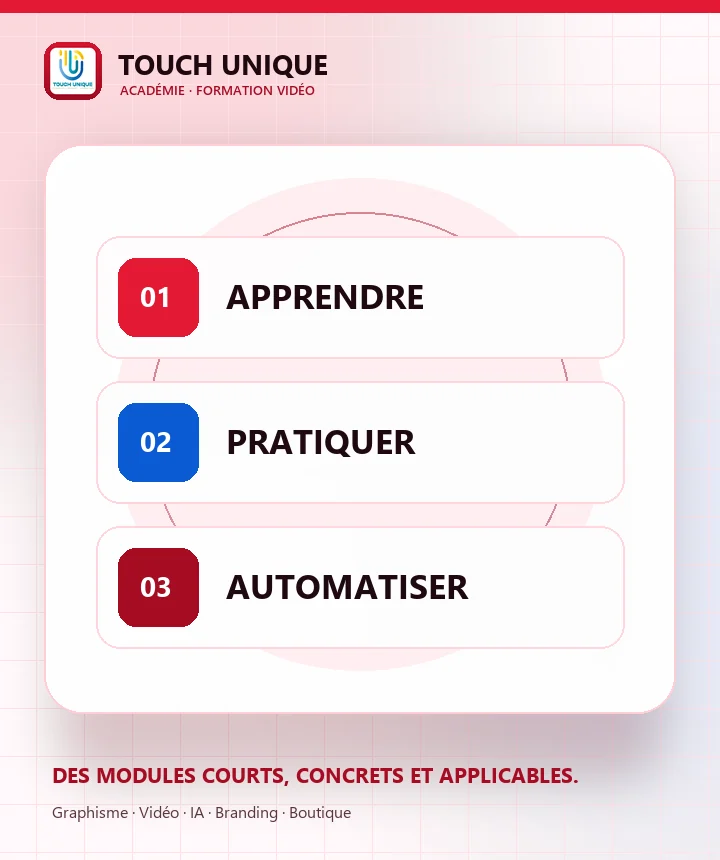 TOUCH UNIQUE
TOUCH UNIQUE
ACADÉMIE · FORMATION VIDÉO
01 APPRENDRE
02 PRATIQUER
03 AUTOMATISER
DES MODULES COURTS, CONCRETS ET APPLICABLES.
Graphisme · Vidéo · IA · Branding · Boutique